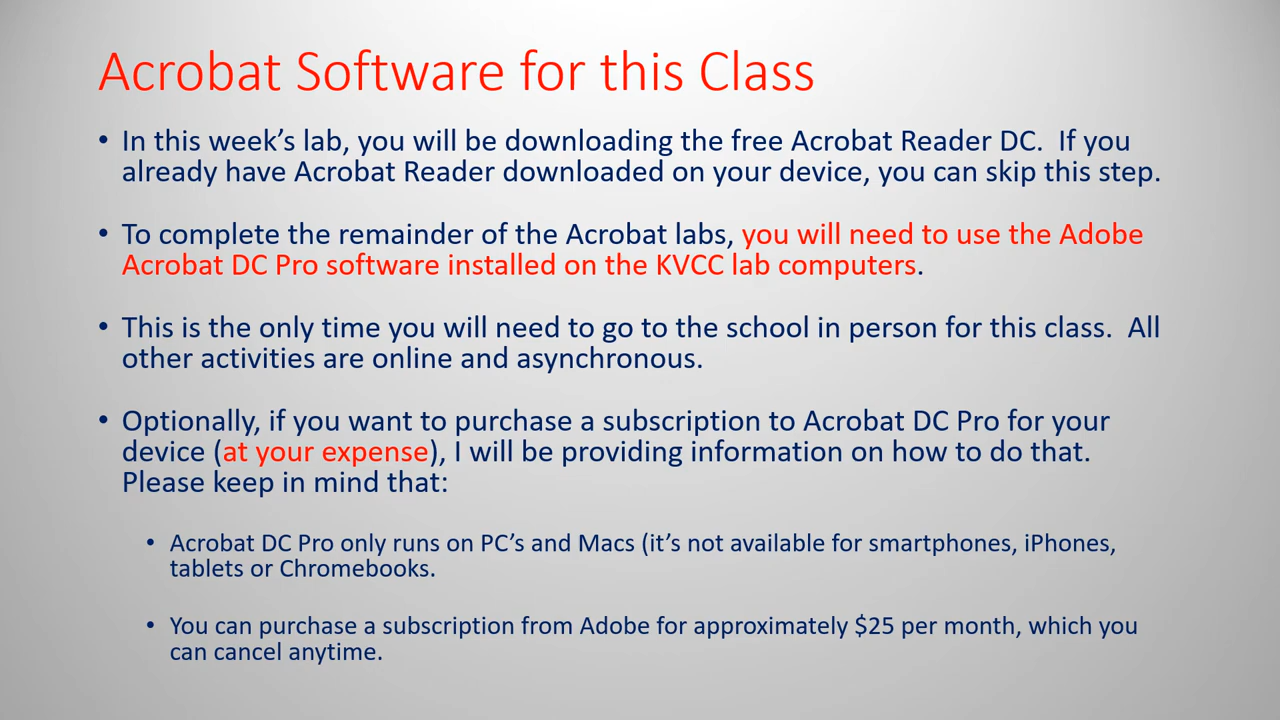 Acrobat Software for this Class
• In this week’s lab, you will be downloading the free Acrobat Reader DC.  If you
already have Acrobat Reader downloaded on your device, you can skip this step.
• To complete the remainder of the Acrobat labs, you will need to use the Adobe
Acrobat DC Pro software installed on the KVCC lab computers.
• This is the only time you will need to go to the school in person for this class.  All
other activities are online and asynchronous.
• Optionally, if you want to purchase a subscription to Acrobat DC Pro for your
device (at your expense), I will be providing information on how to do that.
Please keep in mind that:
• Acrobat DC Pro only runs on PC’s and Macs (it’s not available for smartphones, iPhones,
tablets or Chromebooks.
• You can purchase a subscription from Adobe for approximately $25 per month, which you
can cancel anytime.